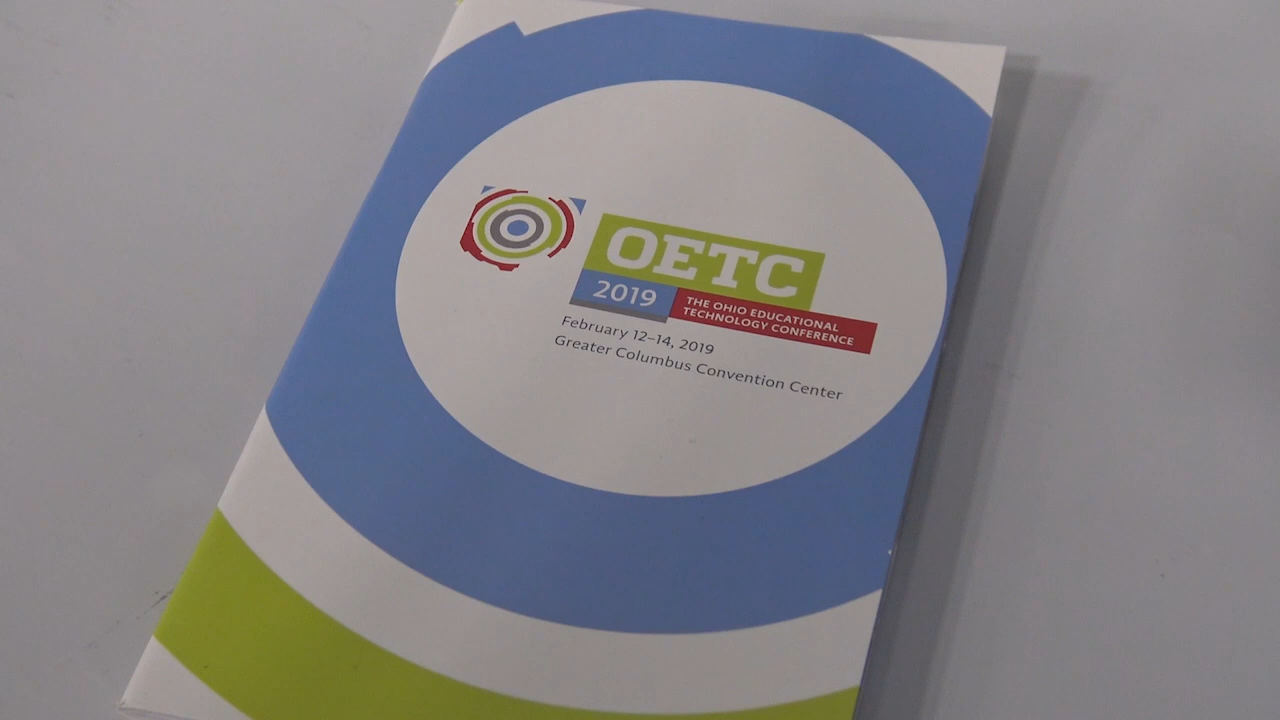 OETC
2019
THE OHIO EDUCATIONAL
TECHNOLOGY CONFERENCE
February 12–14, 2019
Greater Columbus Convention Center